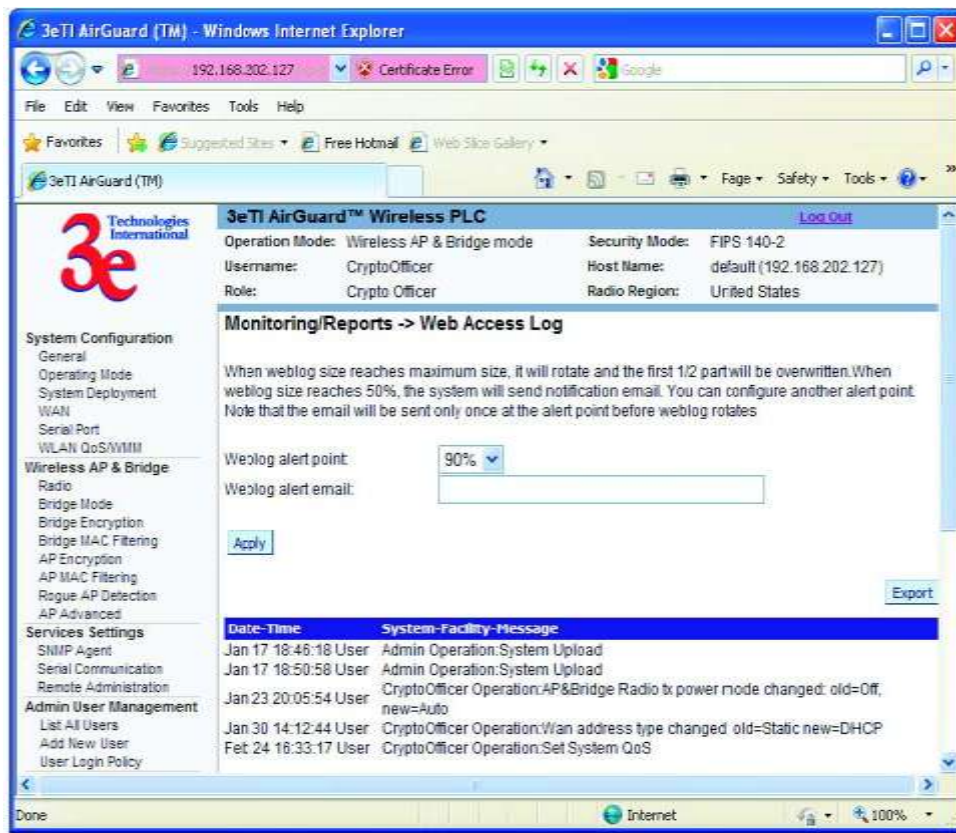 3eTI AirGuard (TM) - Windows Internet Explorer
192.168.202.127 Certificate Error Google
File Edit View Favorites Tools Help
Favorites Suggested Sites Free Hotmail Web Slice Gallery
3eTI AirGuard (TM) Page Safety Tools
3e Technologies International
3eTI AirGuard™ Wireless PLC Log Out
Operation Mode: Wireless AP & Bridge mode Security Mode: FIPS 140-2
Username: CryptoOfficer Host Name: default (192.168.202.127)
Role: Crypto Officer Radio Region: United States
System Configuration
General
Operating Mode
System Deployment
WAN
Serial Port
WLAN QoS/WMM
Wireless AP & Bridge
Radio
Bridge Mode
Bridge Encryption
Bridge MAC Filtering
AP Encryption
AP MAC Filtering
Rogue AP Detection
AP Advanced
Services Settings
SNMP Agent
Serial Communication
Remote Administration
Admin User Management
List All Users
Add New User
User Login Policy
Monitoring/Reports -> Web Access Log
When weblog size reaches maximum size, it will rotate and the first 1/2 part will be overwritten.When
weblog size reaches 50%, the system will send notification email. You can configure another alert point.
Note that the email will be sent only once at the alert point before weblog rotates
Weblog alert point: 90%
Weblog alert email:
Apply
Export
Date-Time System-Facility-Message
Jan 17 18:46:18 User Admin Operation:System Upload
Jan 17 18:50:58 User Admin Operation:System Upload
Jan 23 20:05:54 User CryptoOfficer Operation:AP&Bridge Radio tx power mode changed: old=Off,
new=Auto
Jan 30 14:12:44 User CryptoOfficer Operation:Wan address type changed old=Static new=DHCP
Feb 24 16:33:17 User CryptoOfficer Operation:Set System QoS
Done Internet 100%